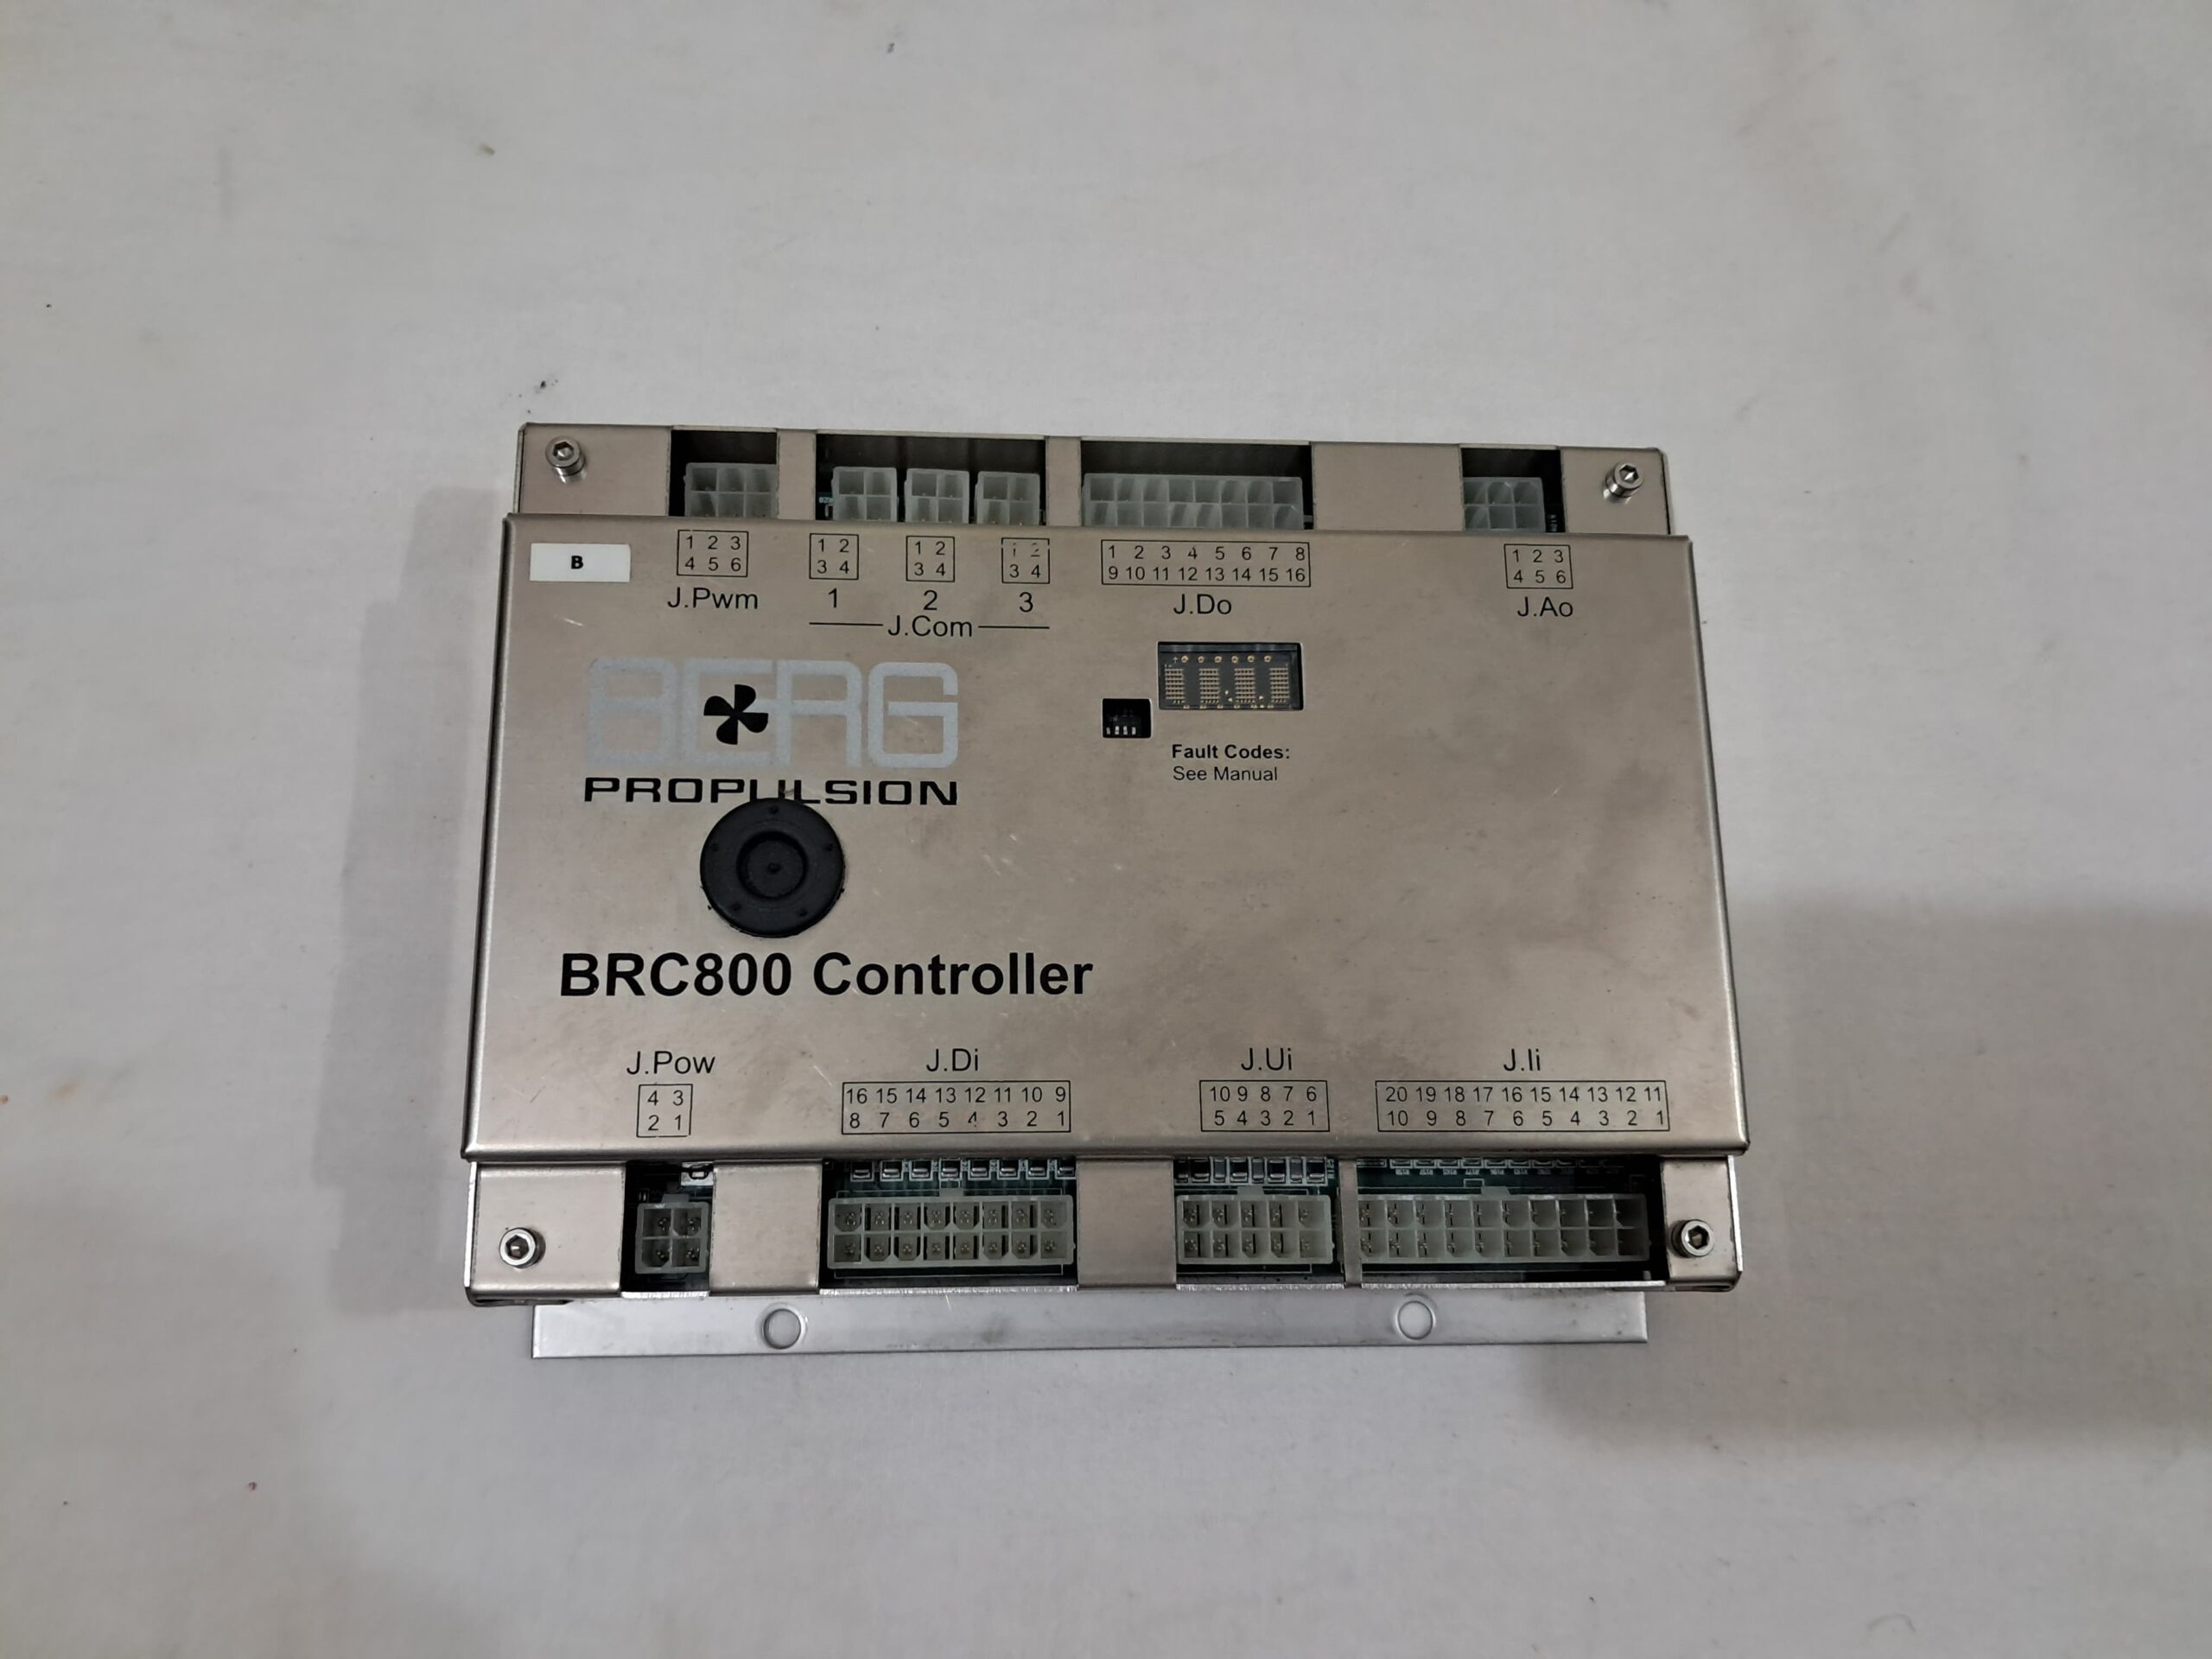 B
1 2 3
4 5 6
J.Pwm
1 2
3 4
1
1 2
3 4
2
1 2
3 4
3
J.Com
1 2 3 4 5 6 7 8
9 10 11 12 13 14 15 16
J.Do
1 2 3
4 5 6
J.Ao
BERG
PROPULSION
Fault Codes:
See Manual
BRC800 Controller
J.Pow
4 3
2 1
J.Di
16 15 14 13 12 11 10 9
8 7 6 5 4 3 2 1
J.Ui
10 9 8 7 6
5 4 3 2 1
J.Ii
20 19 18 17 16 15 14 13 12 11
10 9 8 7 6 5 4 3 2 1